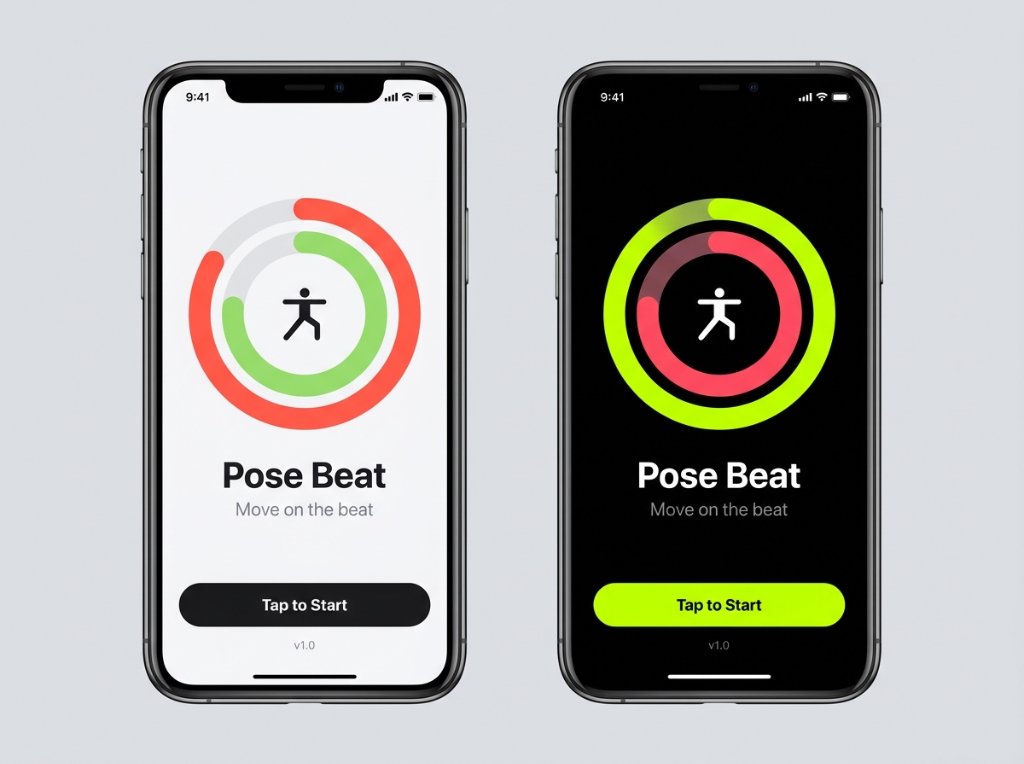 9:41
Pose Beat
Move on the beat
Tap to Start
v1.0
9:41
Pose Beat
Move on the beat
Tap to Start
v1.0